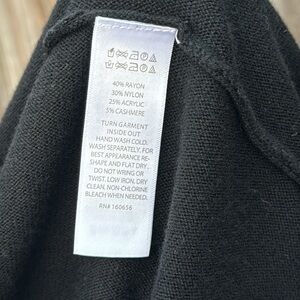 40% RAYON
30% NYLON
25% ACRYLIC
5% CASHMERE
TURN GARMENT
INSIDE OUT
HAND WASH COLD.
WASH SEPARATELY. FOR
BEST APPEARANCE RE-
SHAPE AND FLAT DRY.
DO NOT WRING OR
TWIST. LOW IRON, DRY
CLEAN, NON-CHLORINE
BLEACH WHEN NEEDED.
RN# 160656